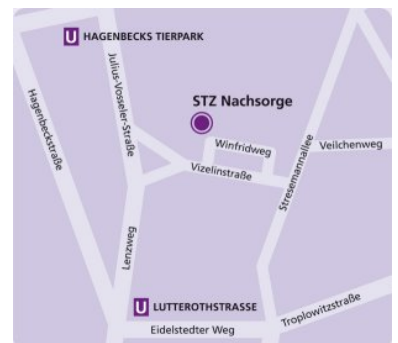 U HAGENBECKS TIERPARK
Julius-Vosseler-Straße
Hagenbeckstraße
STZ Nachsorge
Winfridweg
Veilchenweg
Vizelinstraße
Stresemannallee
Lenzweg
U LUTTEROTHSTRASSE
Troplowitzstraße
Eidelstedter Weg